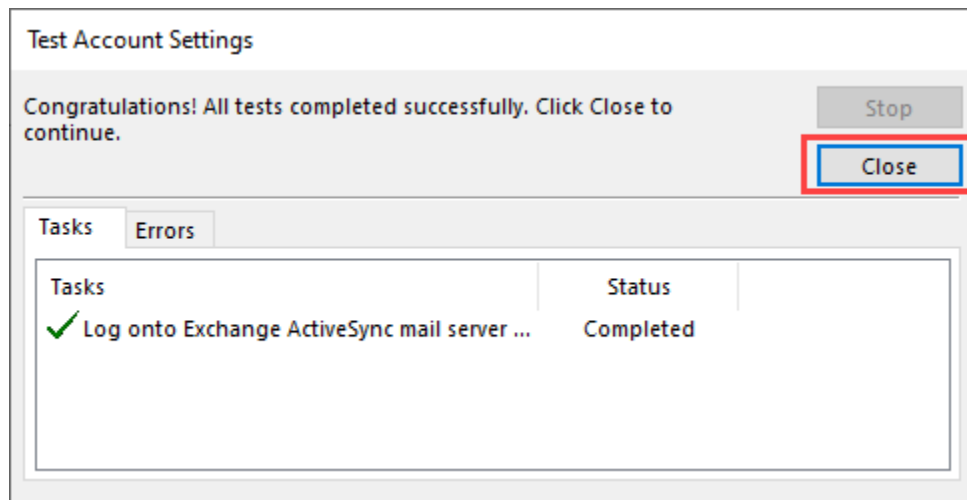 Test Account Settings
Congratulations! All tests completed successfully. Click Close to
continue.
Stop
Close
Tasks
Errors
Tasks
Status
Log onto Exchange ActiveSync mail server ...
Completed